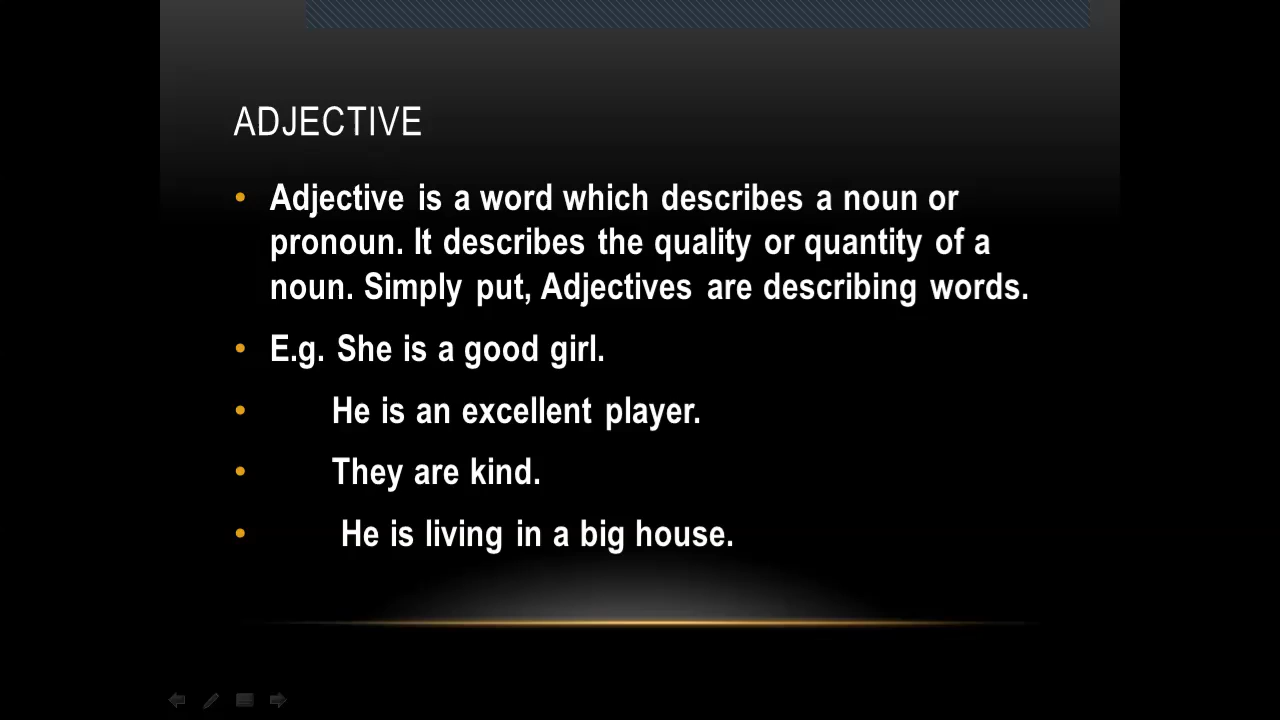 ADJECTIVE
• Adjective is a word which describes a noun or
pronoun. It describes the quality or quantity of a
noun. Simply put, Adjectives are describing words.
• E.g. She is a good girl.
• He is an excellent player.
• They are kind.
• He is living in a big house.